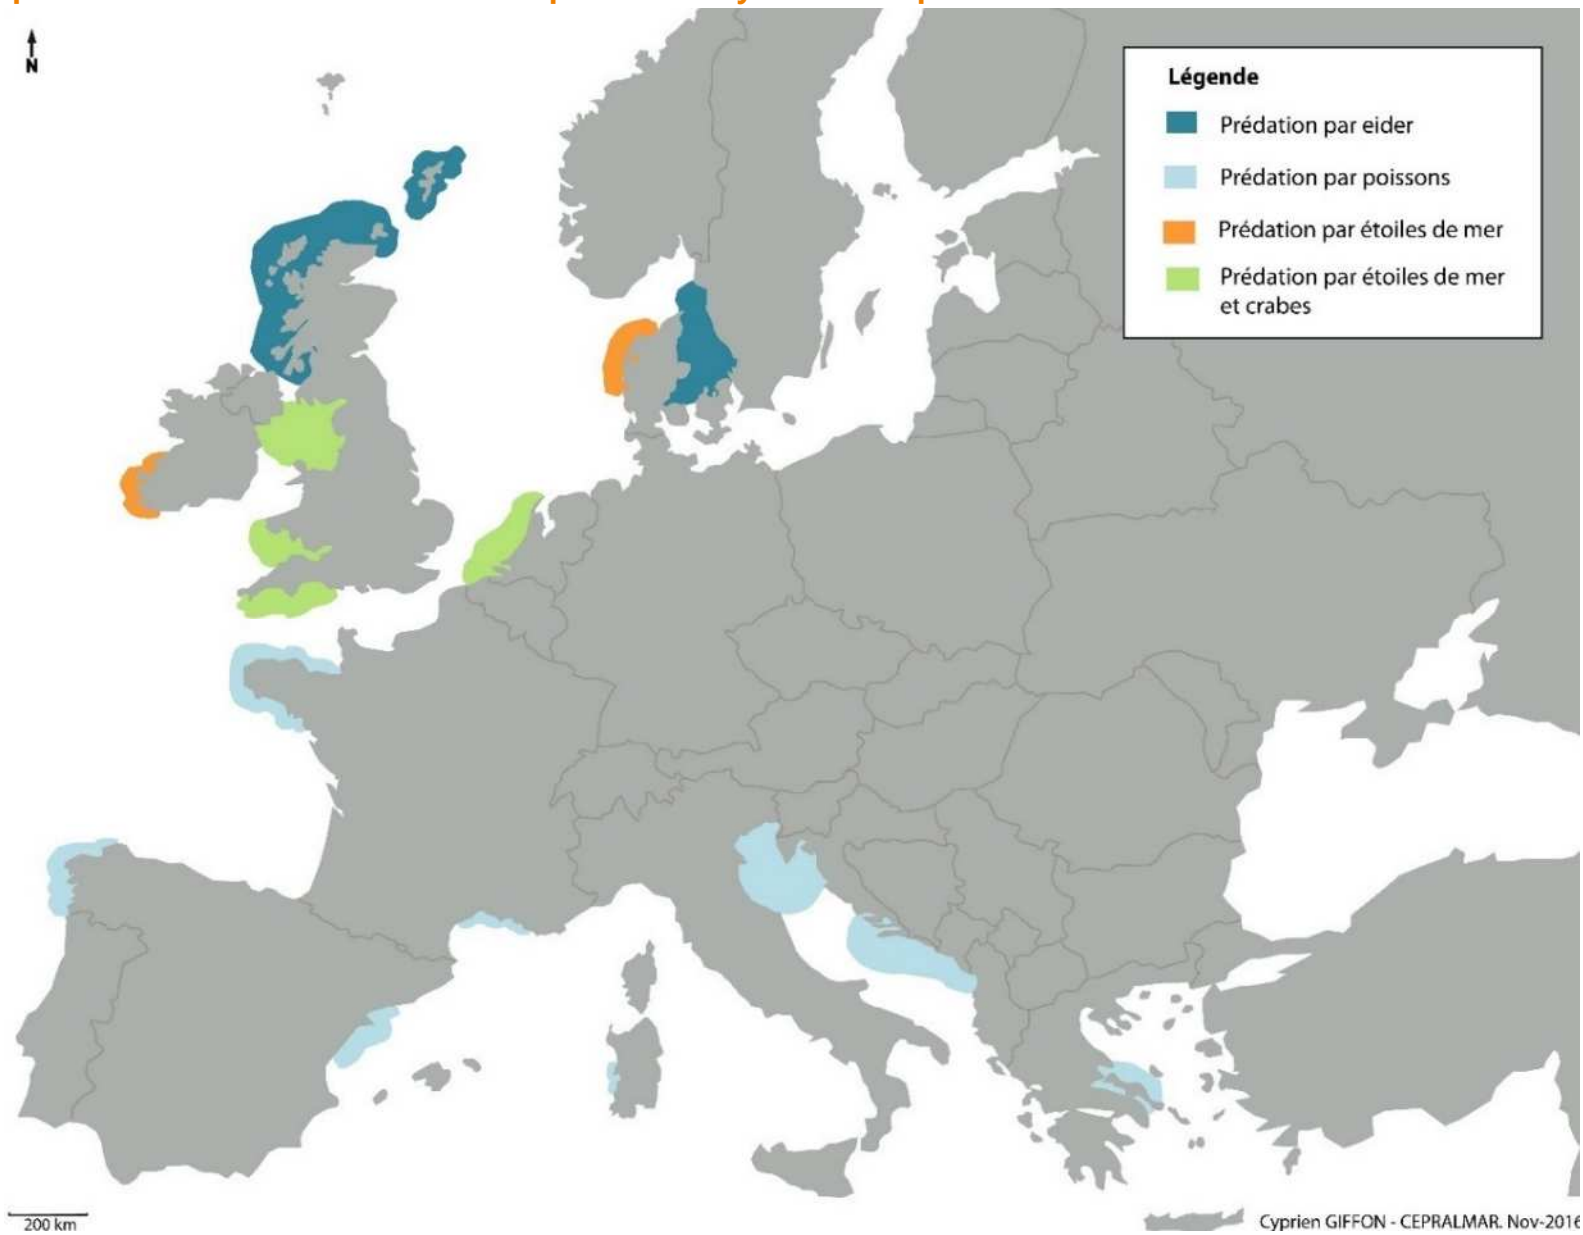 N
Légende
Prédation par eider
Prédation par poissons
Prédation par étoiles de mer
Prédation par étoiles de mer
et crabes
200 km
Cyprien GIFFON - CEPRALMAR. Nov-2016